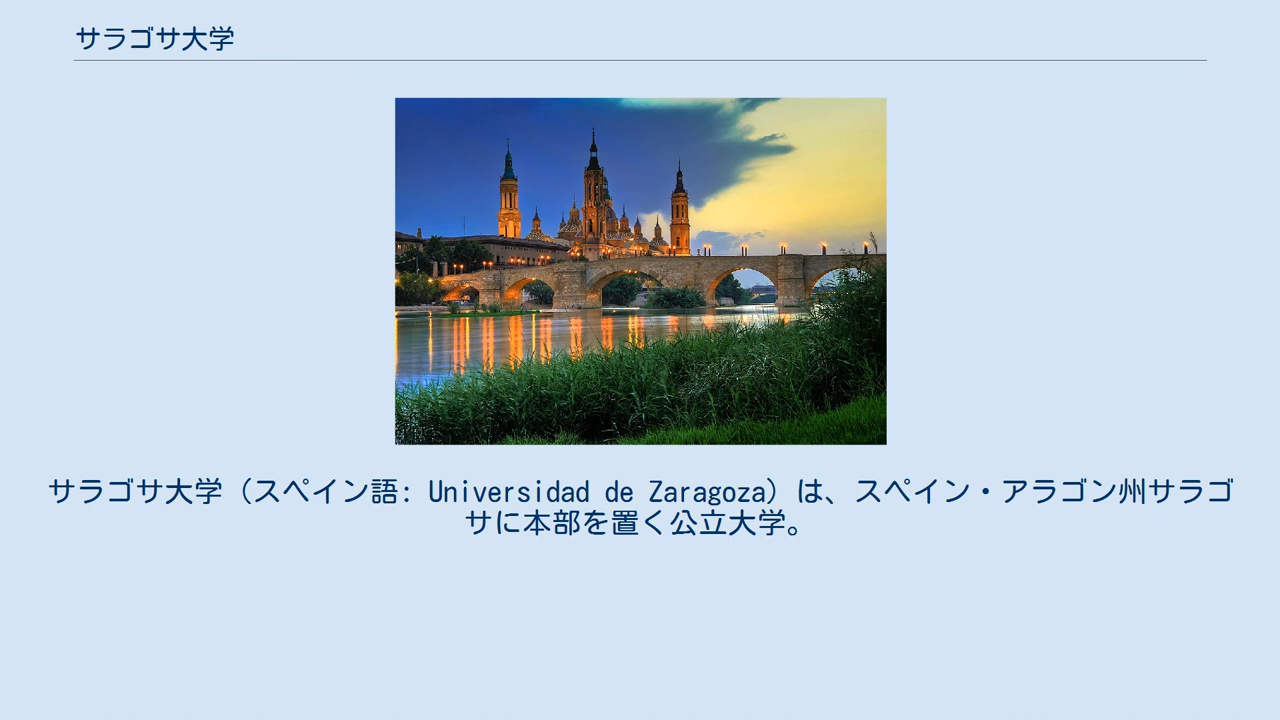 サラゴサ大学
サラゴサ大学（スペイン語: Universidad de Zaragoza）は、スペイン・アラゴン州サラゴ
サに本部を置く公立大学。